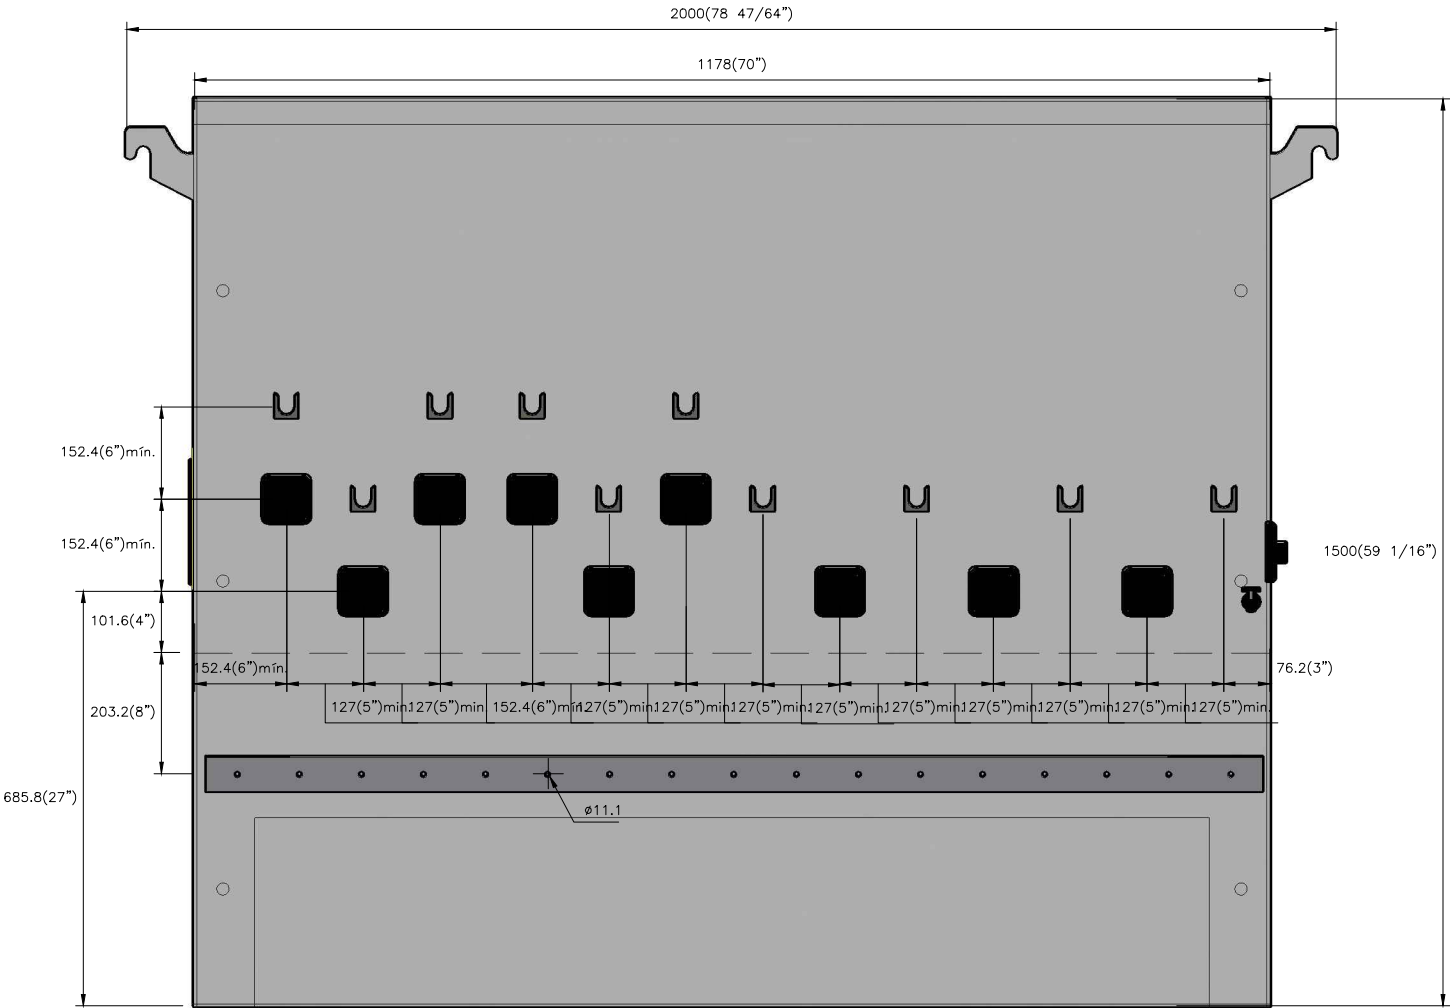 2000(78 47/64")
1178(70")
152.4(6")mín.
152.4(6")mín.
1500(59 1/16")
101.6(4")
152.4(6")mín.
76.2(3")
203.2(8")
127(5")min.
127(5")min.
152.4(6")min.
127(5")min.
127(5")min.
127(5")min.
127(5")min.
127(5")min.
127(5")min.
127(5")min.
127(5")min.
127(5")min.
685.8(27")
ø11.1